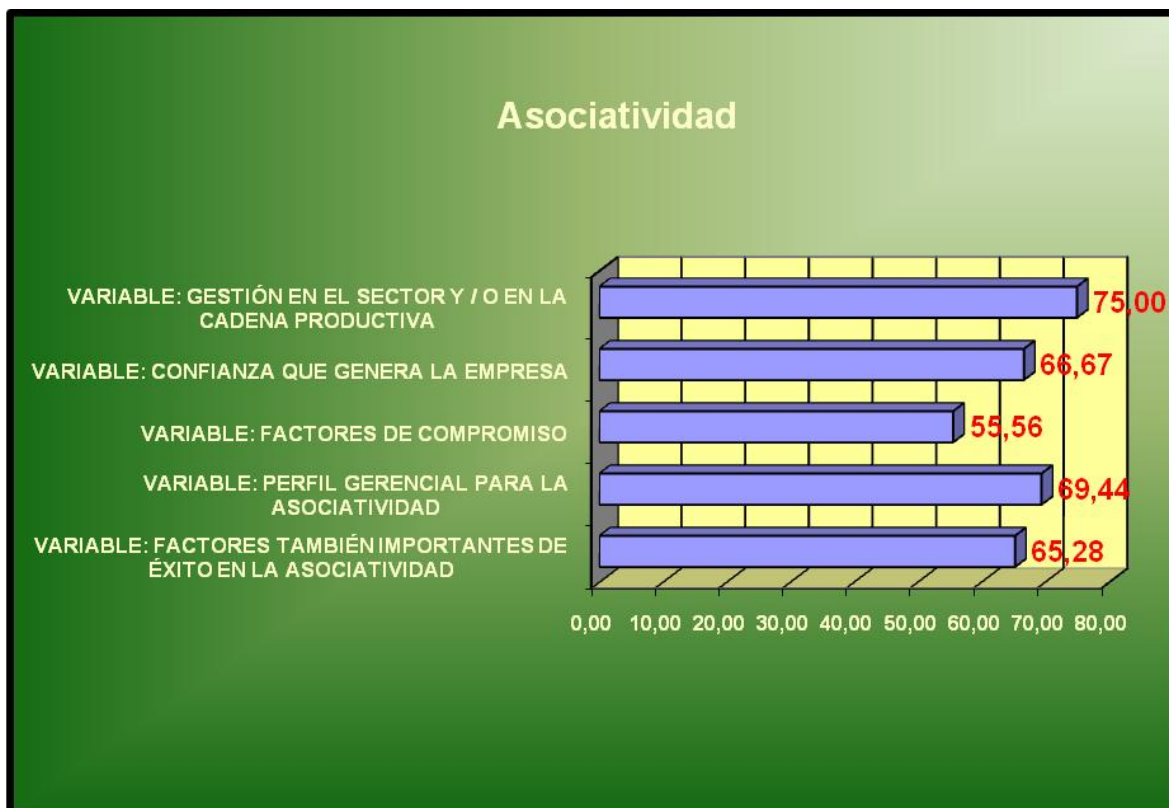 Asociatividad
VARIABLE: GESTIÓN EN EL SECTOR Y / O EN LA
CADENA PRODUCTIVA
75,00
VARIABLE: CONFIANZA QUE GENERA LA EMPRESA
66,67
VARIABLE: FACTORES DE COMPROMISO
55,56
VARIABLE: PERFIL GERENCIAL PARA LA
ASOCIATIVIDAD
69,44
VARIABLE: FACTORES TAMBIÉN IMPORTANTES DE
ÉXITO EN LA ASOCIATIVIDAD
65,28
0,00 10,00 20,00 30,00 40,00 50,00 60,00 70,00 80,00